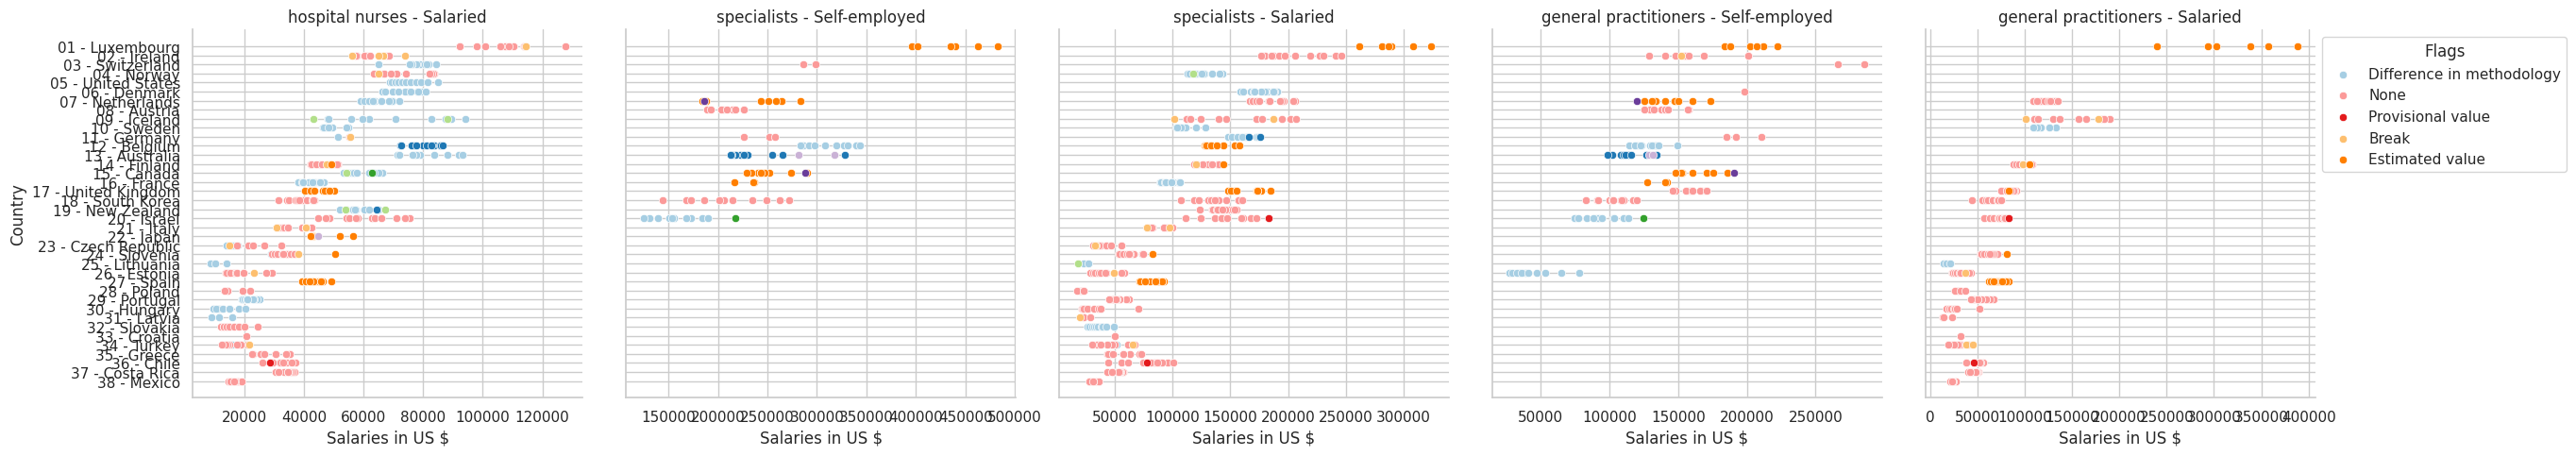 hospital nurses - Salaried
specialists - Self-employed
specialists - Salaried
general practitioners - Self-employed
general practitioners - Salaried
Country
01 - Luxembourg
02 - Ireland
03 - Switzerland
04 - Norway
05 - United States
06 - Denmark
07 - Netherlands
08 - Austria
09 - Iceland
10 - Sweden
11 - Germany
12 - Belgium
13 - Australia
14 - Finland
15 - Canada
16 - France
17 - United Kingdom
18 - South Korea
19 - New Zealand
20 - Israel
21 - Italy
22 - Japan
23 - Czech Republic
24 - Slovenia
25 - Lithuania
26 - Estonia
27 - Spain
28 - Poland
29 - Portugal
30 - Hungary
31 - Latvia
32 - Slovakia
33 - Croatia
34 - Turkey
35 - Greece
36 - Chile
37 - Costa Rica
38 - Mexico
20000 40000 60000 80000 100000 120000
150000 200000 250000 300000 350000 400000 450000 500000
50000 100000 150000 200000 250000 300000
50000 100000 150000 200000 250000
0 50000 100000 150000 200000 250000 300000 350000 400000
Salaries in US $
Salaries in US $
Salaries in US $
Salaries in US $
Salaries in US $
Flags
Difference in methodology
None
Provisional value
Break
Estimated value